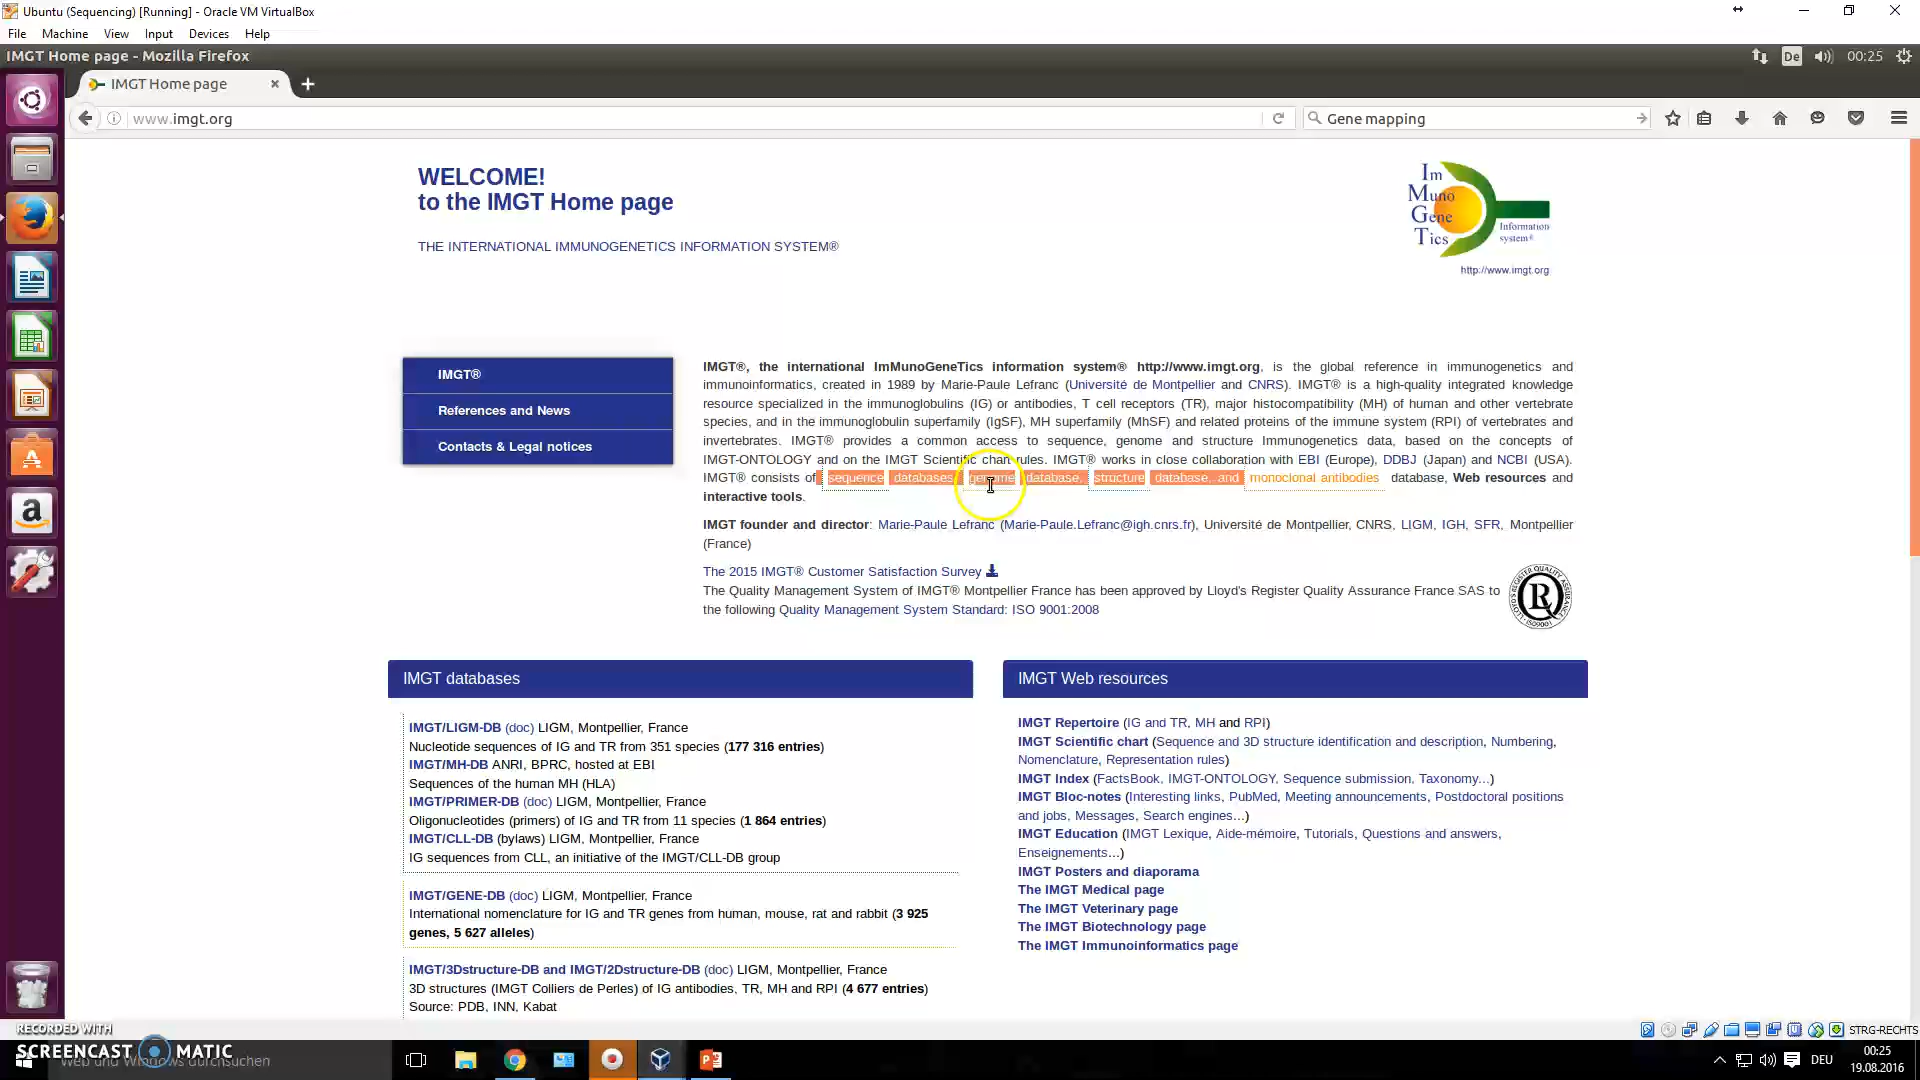 Ubuntu (Sequencing) [Running] - Oracle VM VirtualBox
File Machine View Input Devices Help
IMGT Home page - Mozilla Firefox
De 00:25
IMGT Home page
www.imgt.org
Gene mapping
WELCOME!
to the IMGT Home page
THE INTERNATIONAL IMMUNOGENETICS INFORMATION SYSTEM®
Im
Muno
Gene
Tics
Information
system®
http://www.imgt.org
IMGT®
References and News
Contacts & Legal notices
IMGT®, the international ImMunoGeneTics information system® http://www.imgt.org, is the global reference in immunogenetics and
immunoinformatics, created in 1989 by Marie-Paule Lefranc (Université de Montpellier and CNRS). IMGT® is a high-quality integrated knowledge
resource specialized in the immunoglobulins (IG) or antibodies, T cell receptors (TR), major histocompatibility (MH) of human and other vertebrate
species, and in the immunoglobulin superfamily (IgSF), MH superfamily (MhSF) and related proteins of the immune system (RPI) of vertebrates and
invertebrates. IMGT® provides a common access to sequence, genome and structure Immunogenetics data, based on the concepts of
IMGT-ONTOLOGY and on the IMGT Scientific chart rules. IMGT® works in close collaboration with EBI (Europe), DDBJ (Japan) and NCBI (USA).
IMGT® consists of sequence databases, genome database, structure database, and monoclonal antibodies database, Web resources and
interactive tools.
IMGT founder and director: Marie-Paule Lefranc (Marie-Paule.Lefranc@igh.cnrs.fr), Université de Montpellier, CNRS, LIGM, IGH, SFR, Montpellier
(France)
The 2015 IMGT® Customer Satisfaction Survey
The Quality Management System of IMGT® Montpellier France has been approved by Lloyd's Register Quality Assurance France SAS to
the following Quality Management System Standard: ISO 9001:2008
LLOYD'S REGISTER QUALITY ASSURANCE
ISO9001
IMGT databases
IMGT/LIGM-DB (doc) LIGM, Montpellier, France
Nucleotide sequences of IG and TR from 351 species (177 316 entries)
IMGT/MH-DB ANRI, BPRC, hosted at EBI
Sequences of the human MH (HLA)
IMGT/PRIMER-DB (doc) LIGM, Montpellier, France
Oligonucleotides (primers) of IG and TR from 11 species (1 864 entries)
IMGT/CLL-DB (bylaws) LIGM, Montpellier, France
IG sequences from CLL, an initiative of the IMGT/CLL-DB group
IMGT/GENE-DB (doc) LIGM, Montpellier, France
International nomenclature for IG and TR genes from human, mouse, rat and rabbit (3 925
genes, 5 627 alleles)
IMGT/3Dstructure-DB and IMGT/2Dstructure-DB (doc) LIGM, Montpellier, France
3D structures (IMGT Colliers de Perles) of IG antibodies, TR, MH and RPI (4 677 entries)
Source: PDB, INN, Kabat
IMGT Web resources
IMGT Repertoire (IG and TR, MH and RPI)
IMGT Scientific chart (Sequence and 3D structure identification and description, Numbering,
Nomenclature, Representation rules)
IMGT Index (FactsBook, IMGT-ONTOLOGY, Sequence submission, Taxonomy...)
IMGT Bloc-notes (Interesting links, PubMed, Meeting announcements, Postdoctoral positions
and jobs, Messages, Search engines...)
IMGT Education (IMGT Lexique, Aide-mémoire, Tutorials, Questions and answers,
Enseignements...)
IMGT Posters and diaporama
The IMGT Medical page
The IMGT Veterinary page
The IMGT Biotechnology page
The IMGT Immunoinformatics page
STRG-RECHTS
RECORDED WITH
SCREENCAST MATIC
Web und Windows durchsuchen
DEU
00:25
19.08.2016